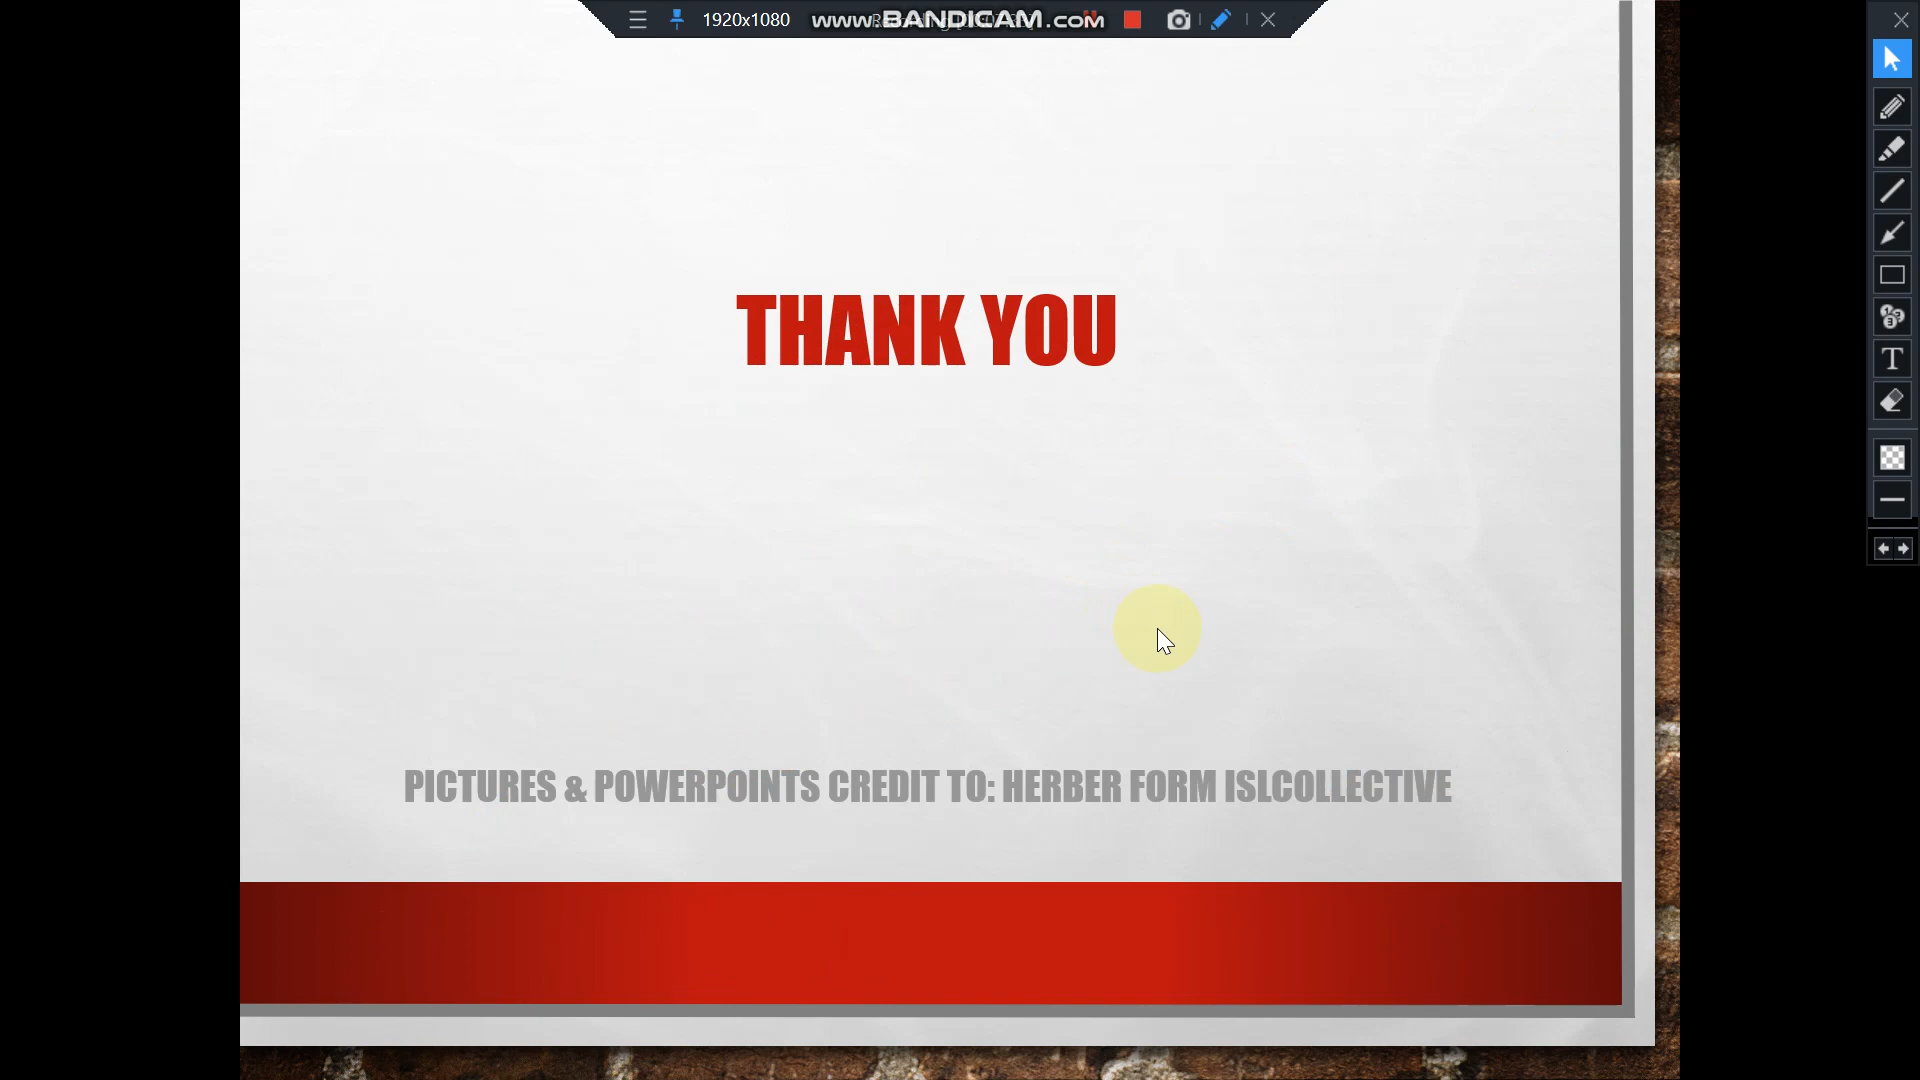 1920x1080 www.BANDICAM.com
THANK YOU
T
PICTURES & POWERPOINTS CREDIT TO: HERBER FORM ISLCOLLECTIVE